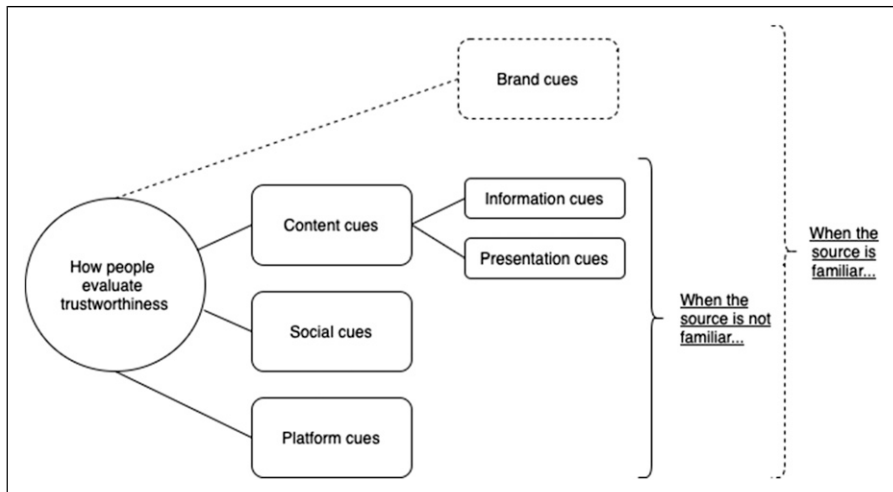 Brand cues
Content cues
Information cues
Presentation cues
How people
evaluate
trustworthiness
Social cues
Platform cues
When the
source is not
familiar...
When the
source is
familiar...